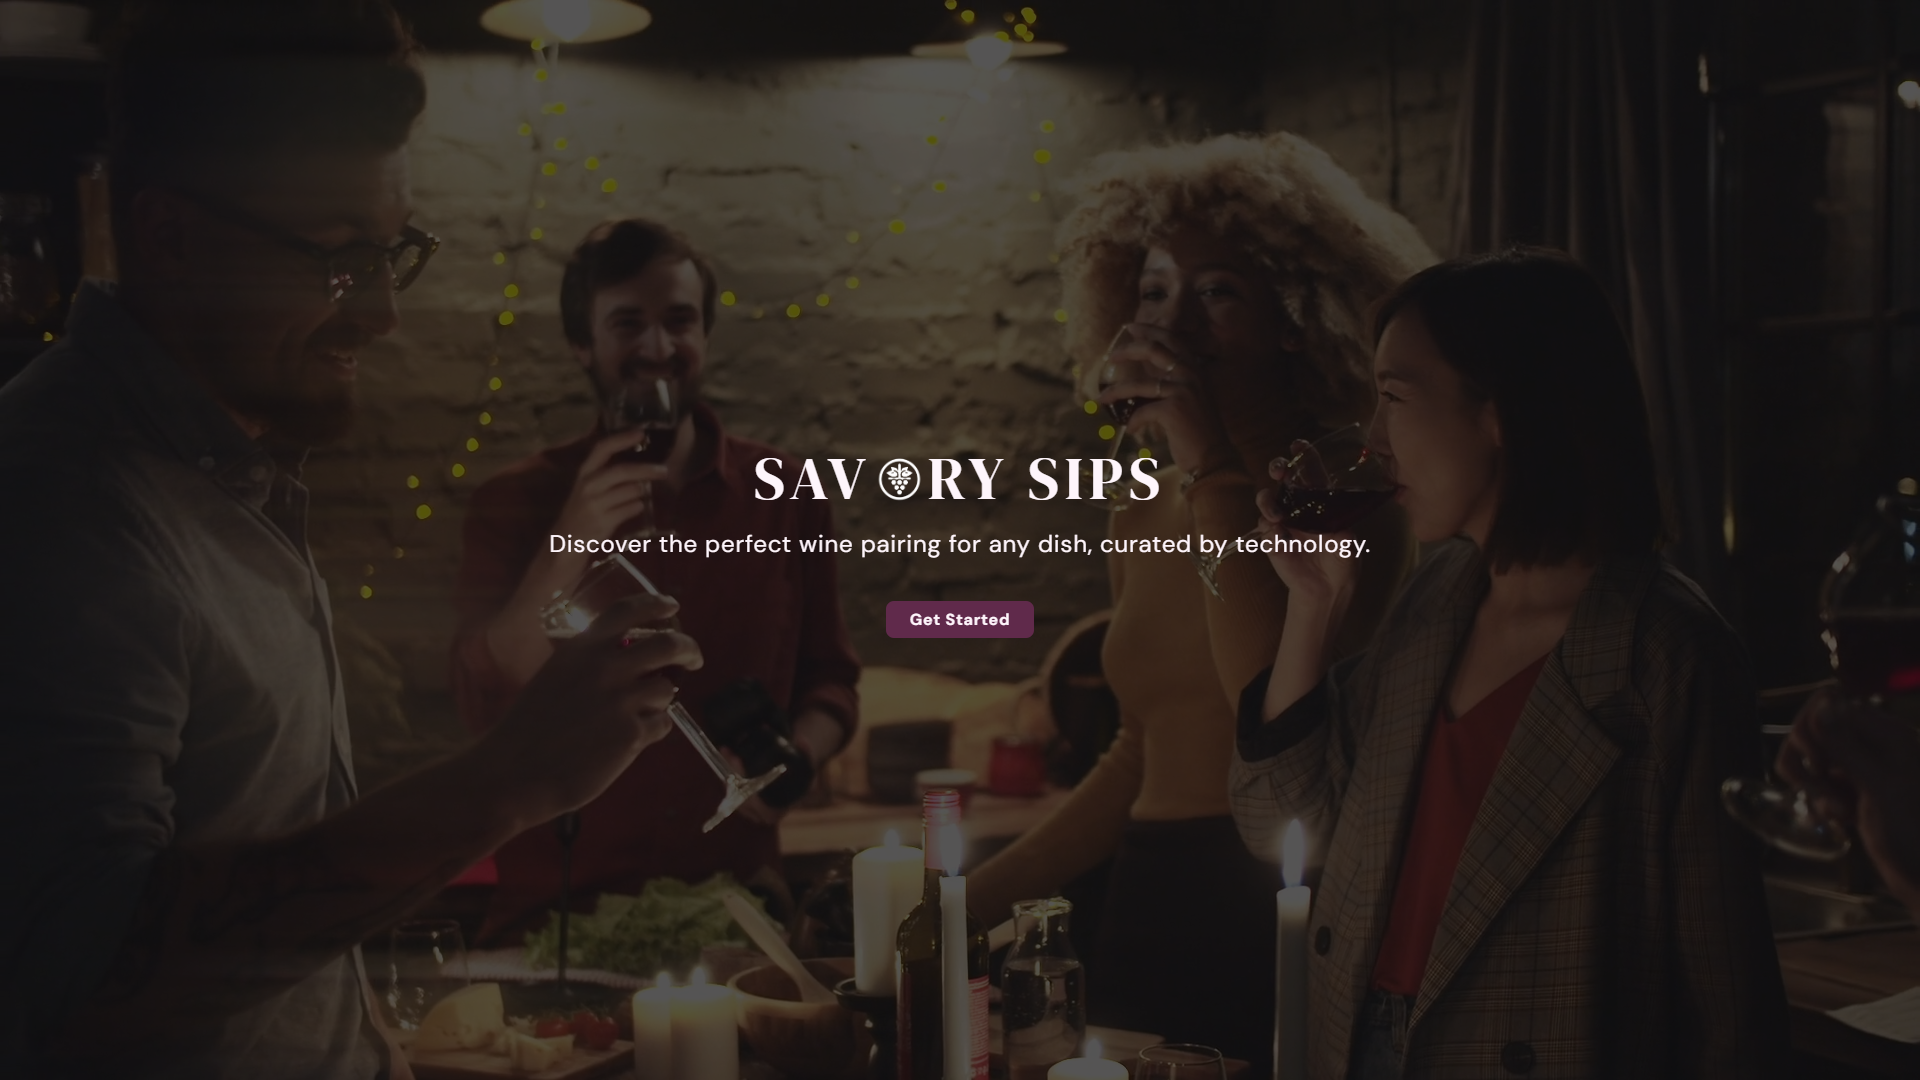 SAVORY SIPS
Discover the perfect wine pairing for any dish, curated by technology.
Get Started